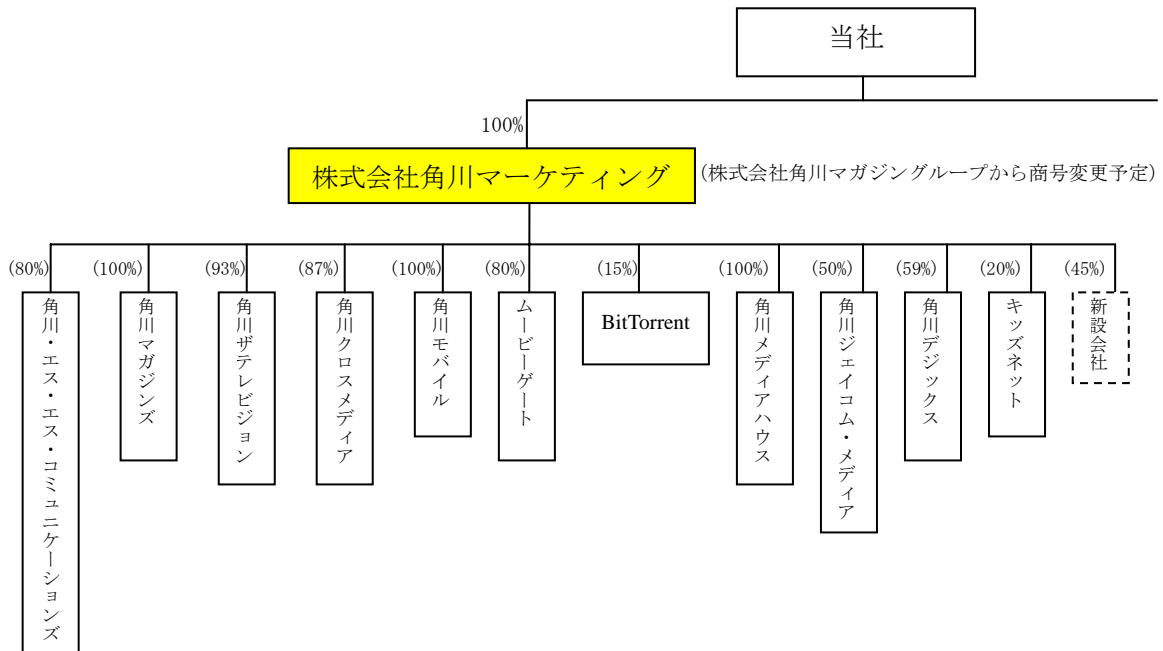 当社
100%
株式会社角川マーケティング
(株式会社角川マガジングループから商号変更予定)
(80%)
(100%)
(93%)
(87%)
(100%)
(80%)
(15%)
(100%)
(50%)
(59%)
(20%)
(45%)
角川・エス・エス・コミュニケーションズ
角川マガジンズ
角川ザテレビジョン
角川クロスメディア
角川モバイル
ムービーゲート
BitTorrent
角川メディアハウス
角川ジェイコム・メディア
角川デジックス
キッズネット
新設会社